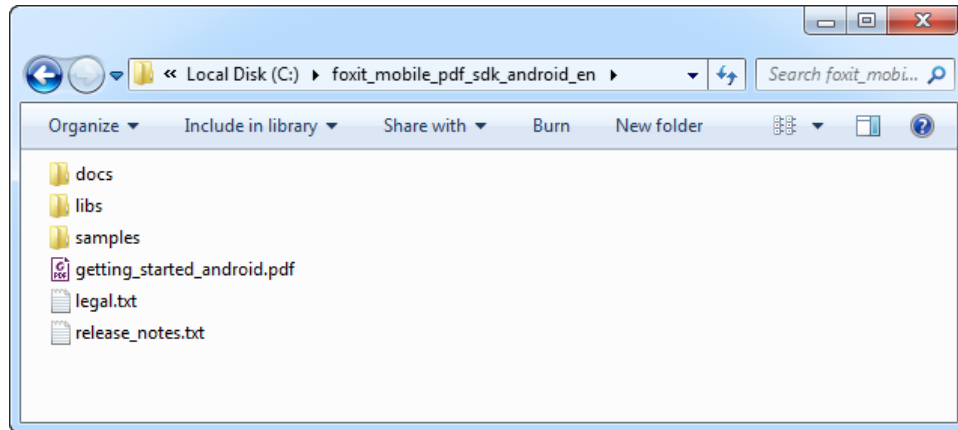 « Local Disk (C:) ▸ foxit_mobile_pdf_sdk_android_en ▸ Search foxit_mobi...
Organize ▼ Include in library ▼ Share with ▼ Burn New folder
docs
libs
samples
getting_started_android.pdf
legal.txt
release_notes.txt